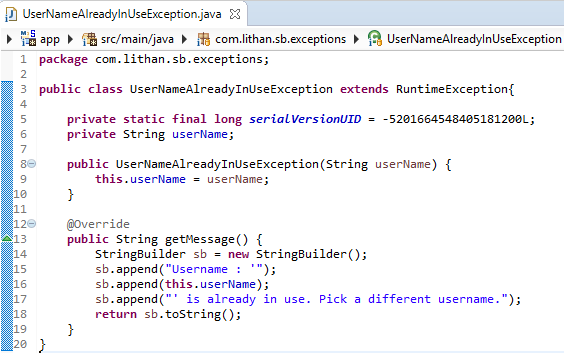 UserNameAlreadyInUseException.java
app src/main/java com.lithan.sb.exceptions UserNameAlreadyInUseException
1 package com.lithan.sb.exceptions;
2
3 public class UserNameAlreadyInUseException extends RuntimeException{
4
5 private static final long serialVersionUID = -5201664548405181200L;
6 private String userName;
7
8 public UserNameAlreadyInUseException(String userName) {
9 this.userName = userName;
10 }
11
12 @Override
13 public String getMessage() {
14 StringBuilder sb = new StringBuilder();
15 sb.append("Username : '");
16 sb.append(this.userName);
17 sb.append("' is already in use. Pick a different username.");
18 return sb.toString();
19 }
20 }